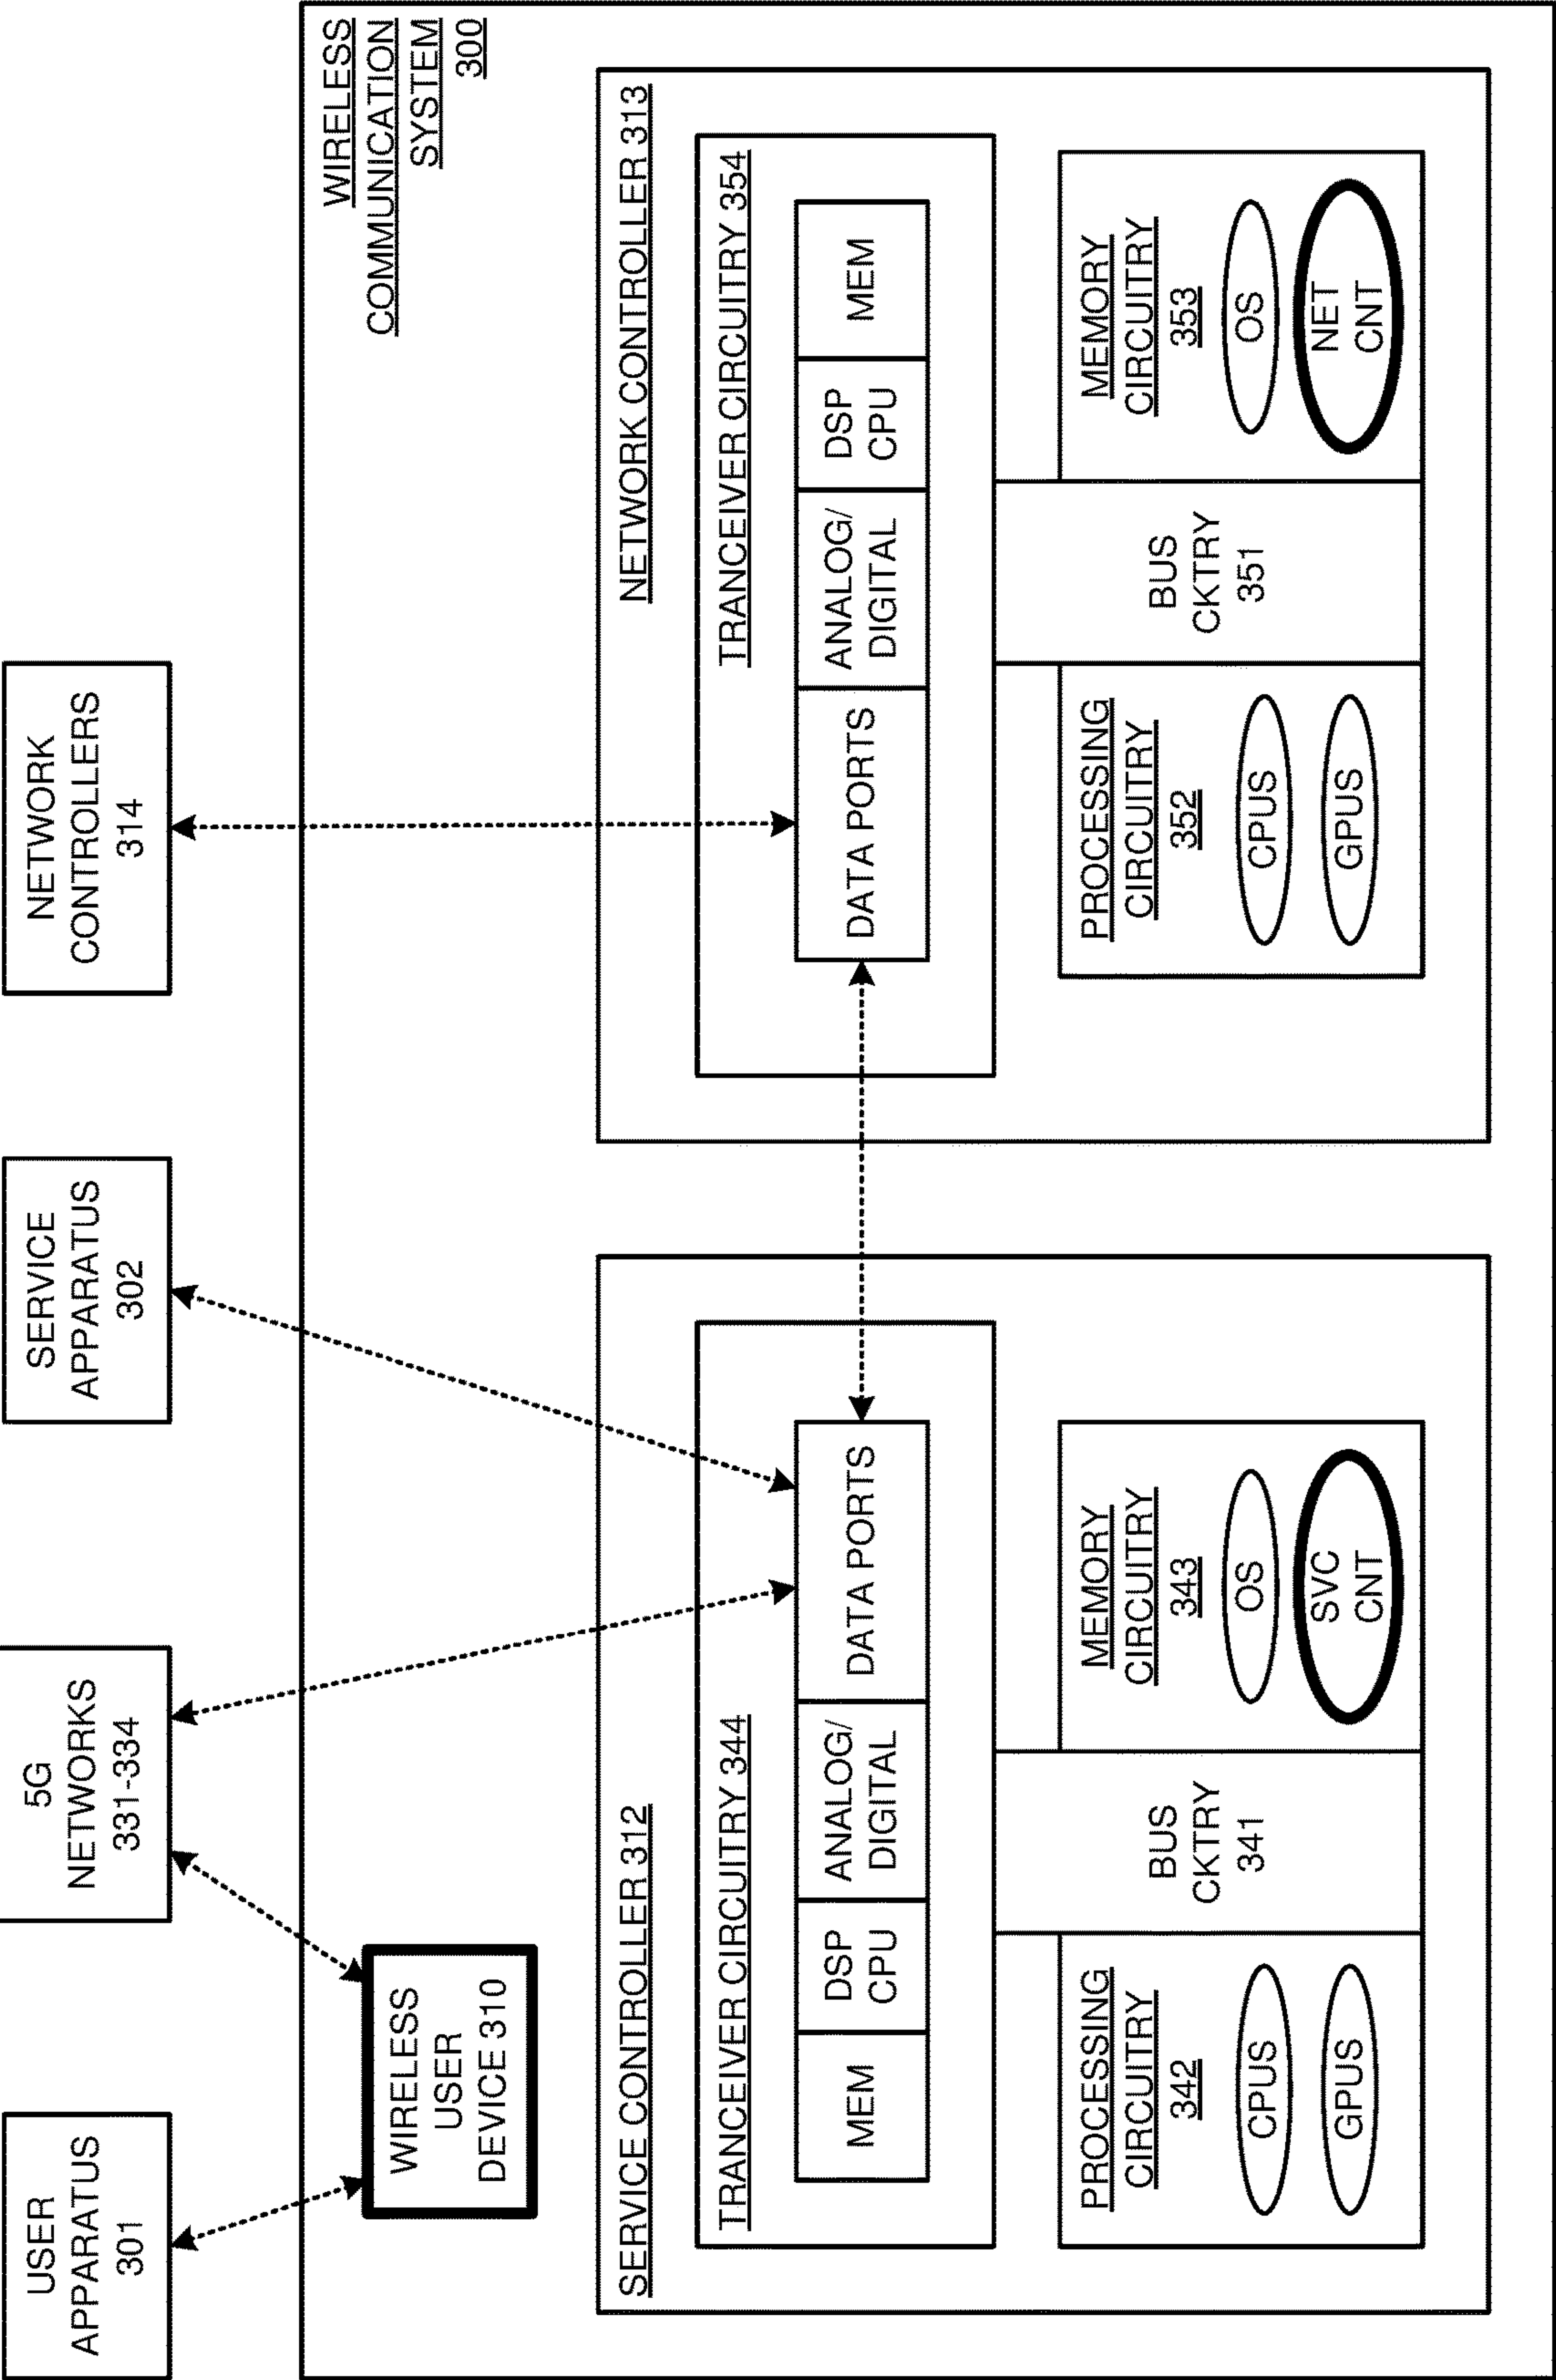 USER
APPARATUS
301
5G
NETWORKS
331-334
SERVICE
APPARATUS
302
NETWORK
CONTROLLERS
314
WIRELESS
COMMUNICATION
SYSTEM
300
WIRELESS
USER
DEVICE 310
SERVICE CONTROLLER 312
TRANCEIVER CIRCUITRY 344
MEM
DSP
CPU
ANALOG/
DIGITAL
DATA PORTS
PROCESSING
CIRCUITRY
342
CPUS
GPUS
BUS
CKTRY
341
MEMORY
CIRCUITRY
343
OS
SVC
CNT
NETWORK CONTROLLER 313
TRANCEIVER CIRCUITRY 354
DATA PORTS
ANALOG/
DIGITAL
DSP
CPU
MEM
PROCESSING
CIRCUITRY
352
CPUS
GPUS
BUS
CKTRY
351
MEMORY
CIRCUITRY
353
OS
NET
CNT